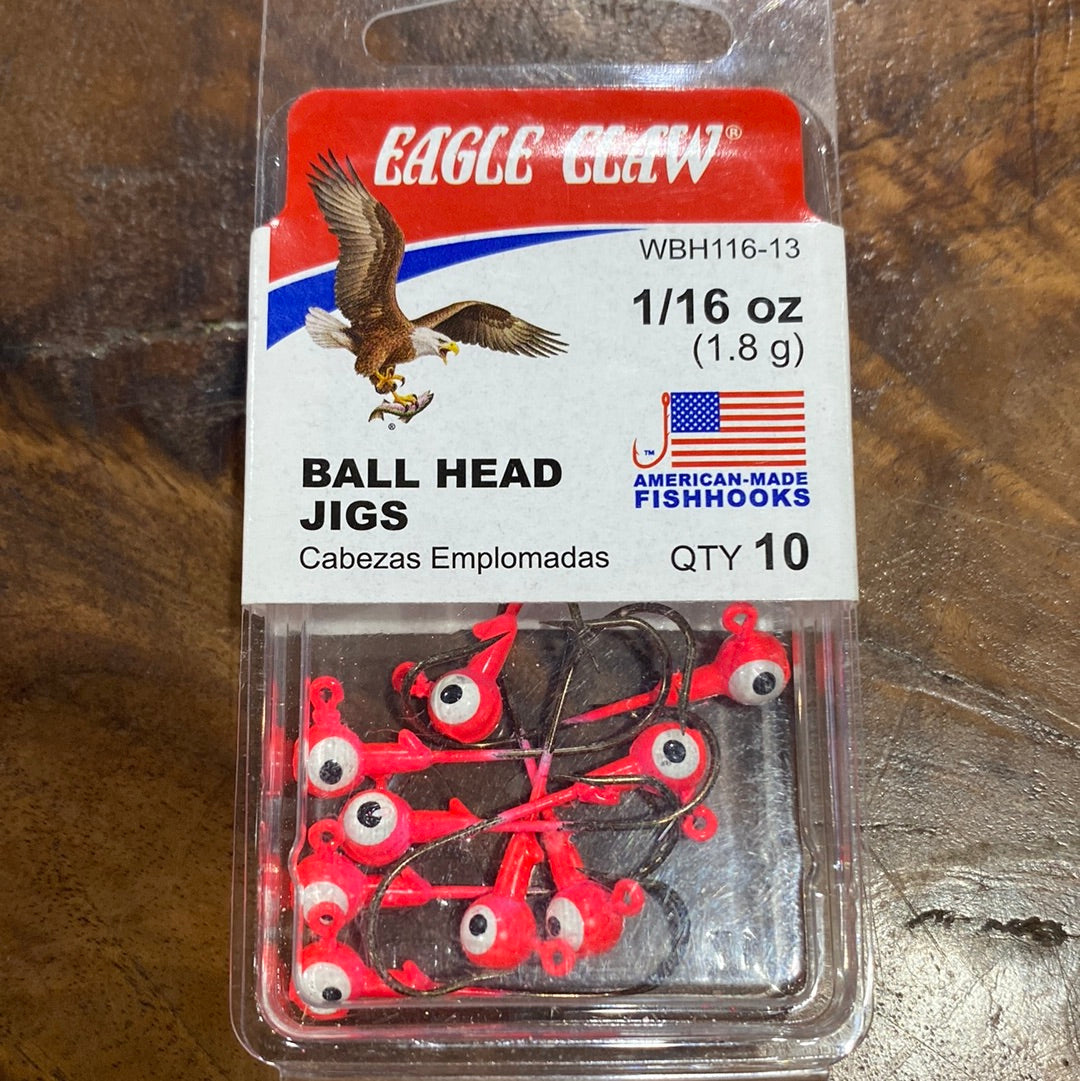 EAGLE CLAW®
WBH116-13
1/16 oz
(1.8 g)
®
TM
AMERICAN-MADE
FISHHOOKS
BALL HEAD
JIGS
Cabezas Emplomadas
QTY 10